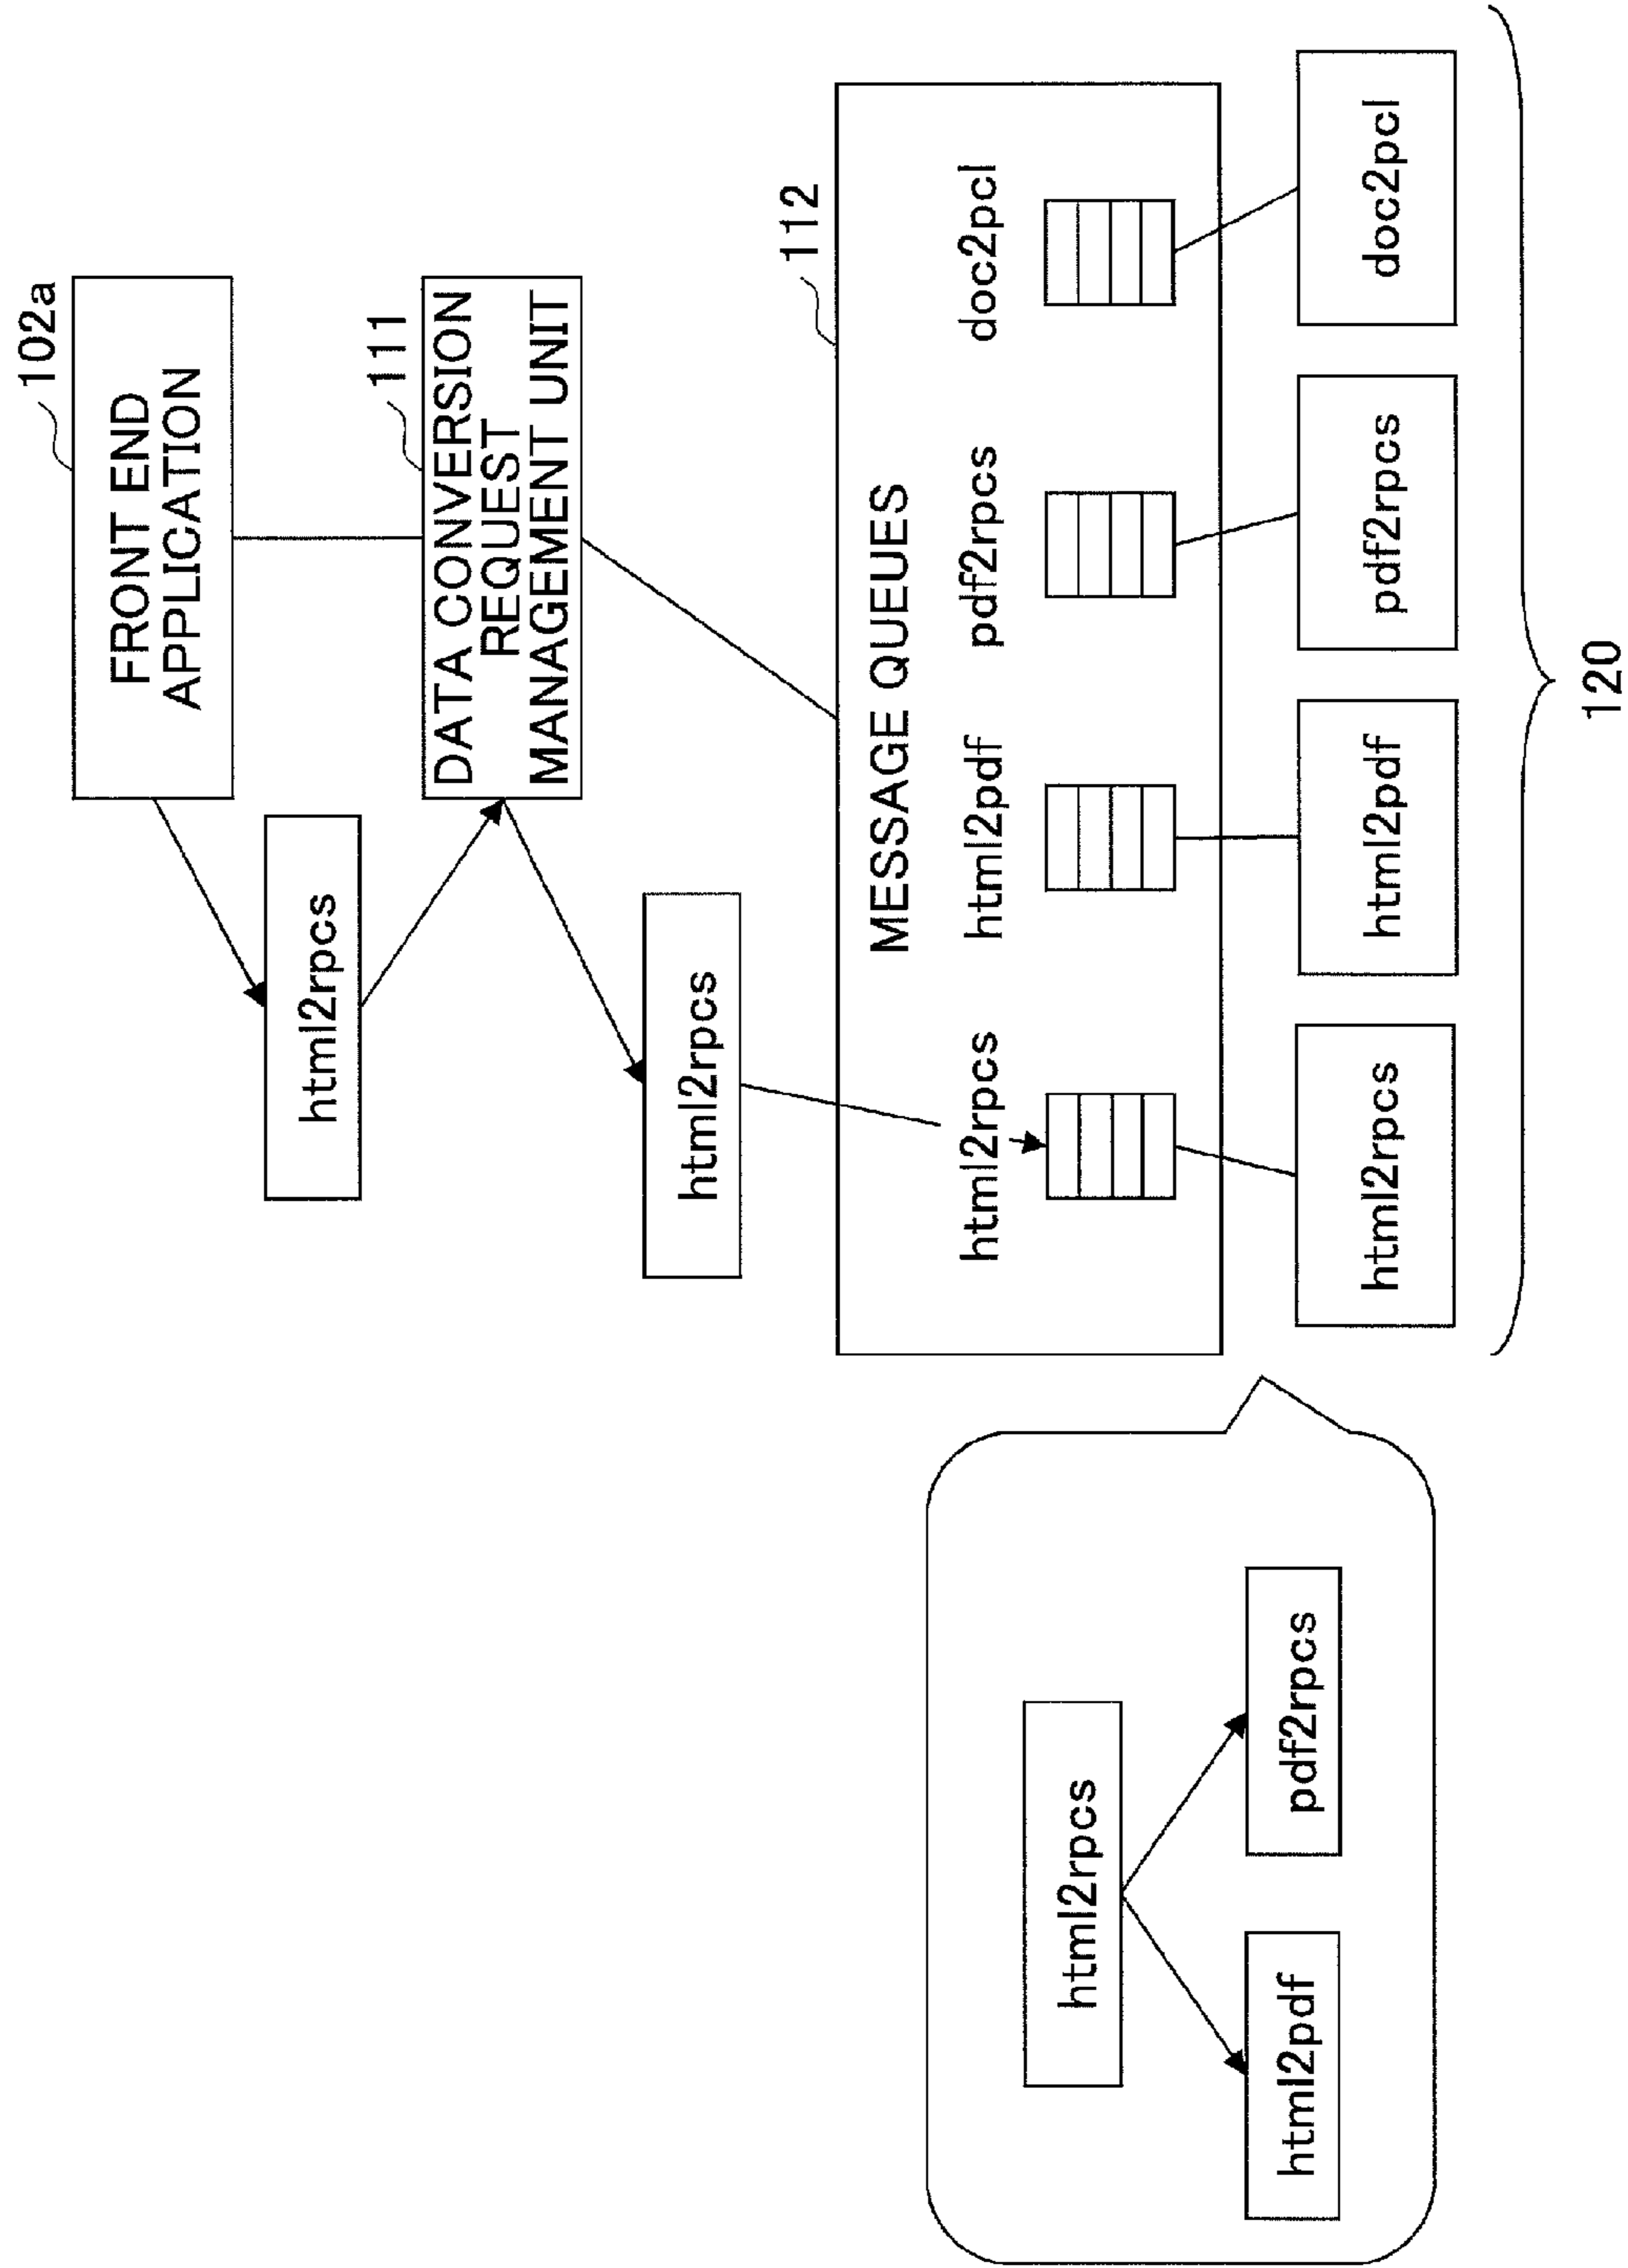 102a
FRONT END
APPLICATION
html2rpcs
111
DATA CONVERSION
REQUEST
MANAGEMENT UNIT
html2rpcs
112
MESSAGE QUEUES
html2rpcs
html2pdf
pdf2rpcs
doc2pcl
html2rpcs
html2pdf
pdf2rpcs
doc2pcl
120
html2rpcs
html2pdf
pdf2rpcs